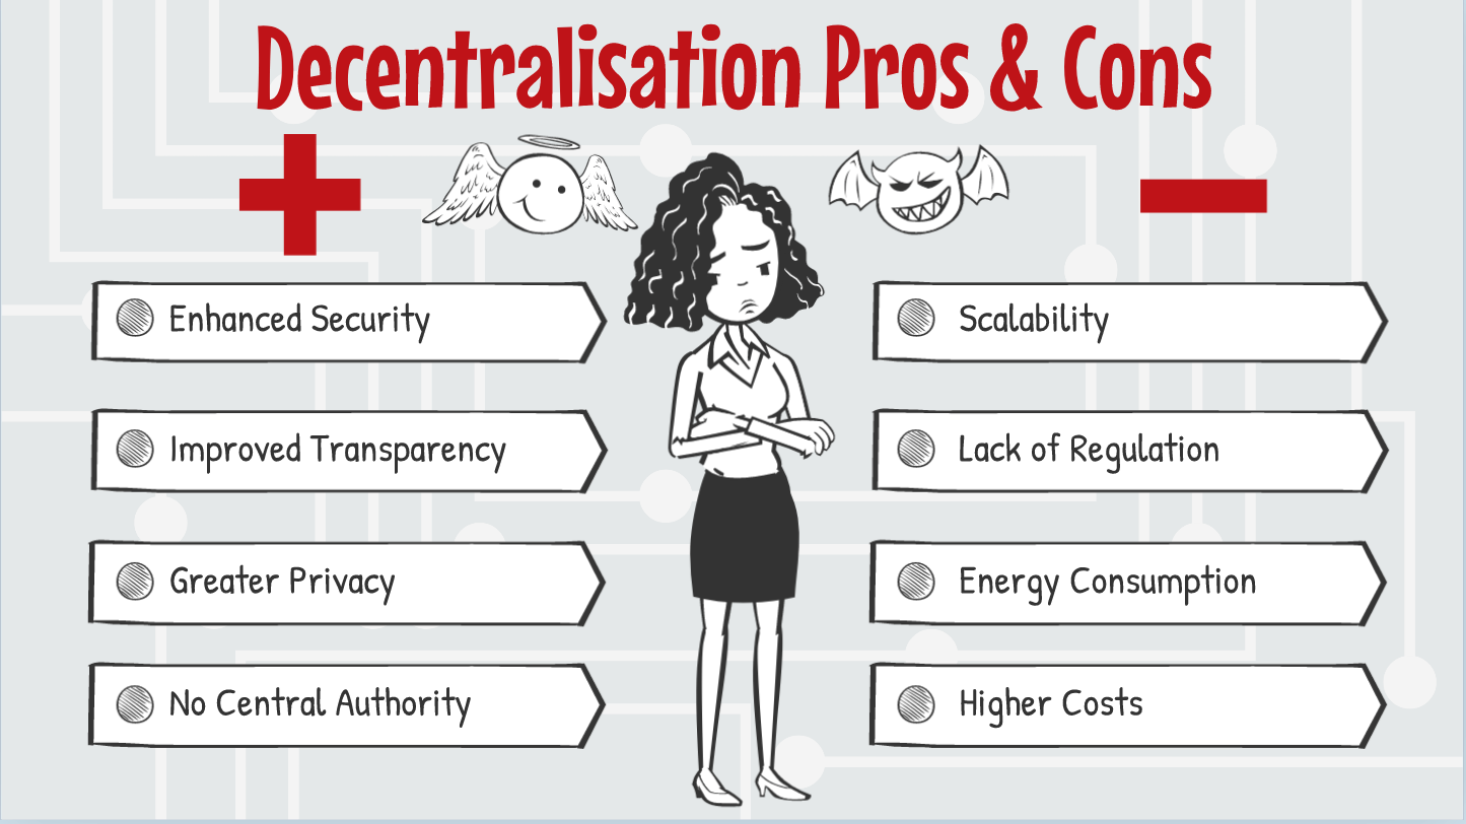 Decentralisation Pros & Cons
Enhanced Security
Improved Transparency
Greater Privacy
No Central Authority
Scalability
Lack of Regulation
Energy Consumption
Higher Costs